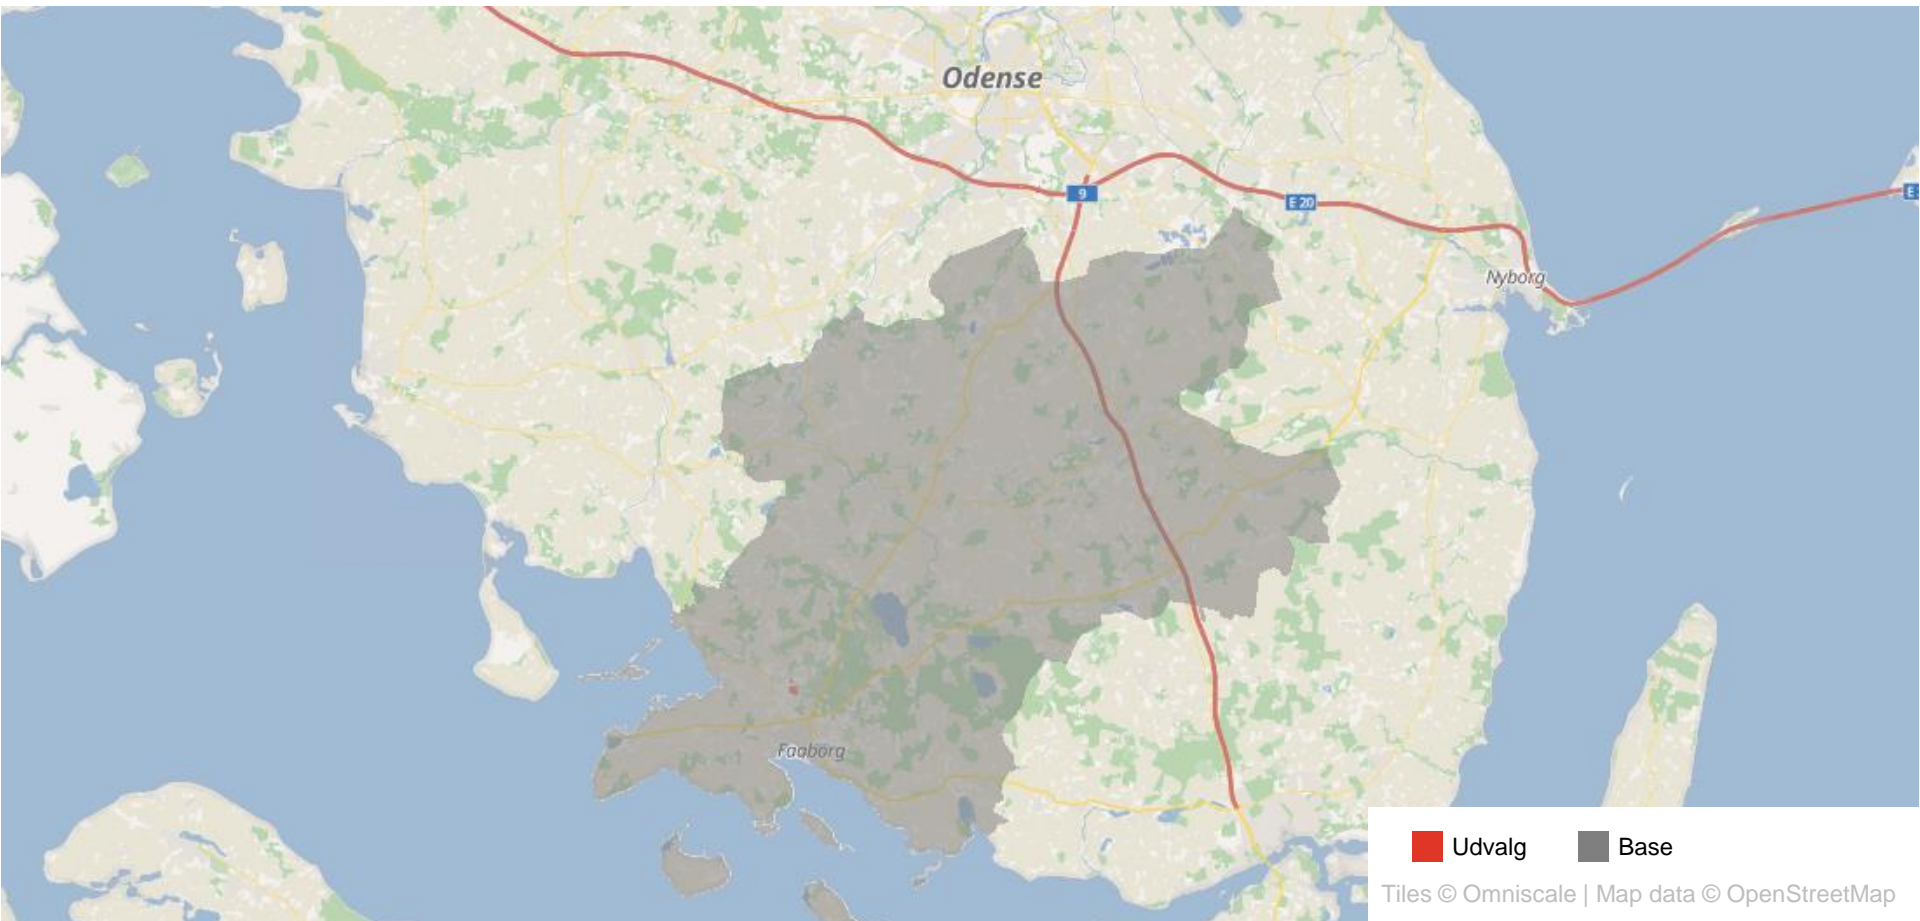 Odense
9
E 20
E
Nyborg
Faaborg
Udvalg
Base
Tiles © Omniscale | Map data © OpenStreetMap